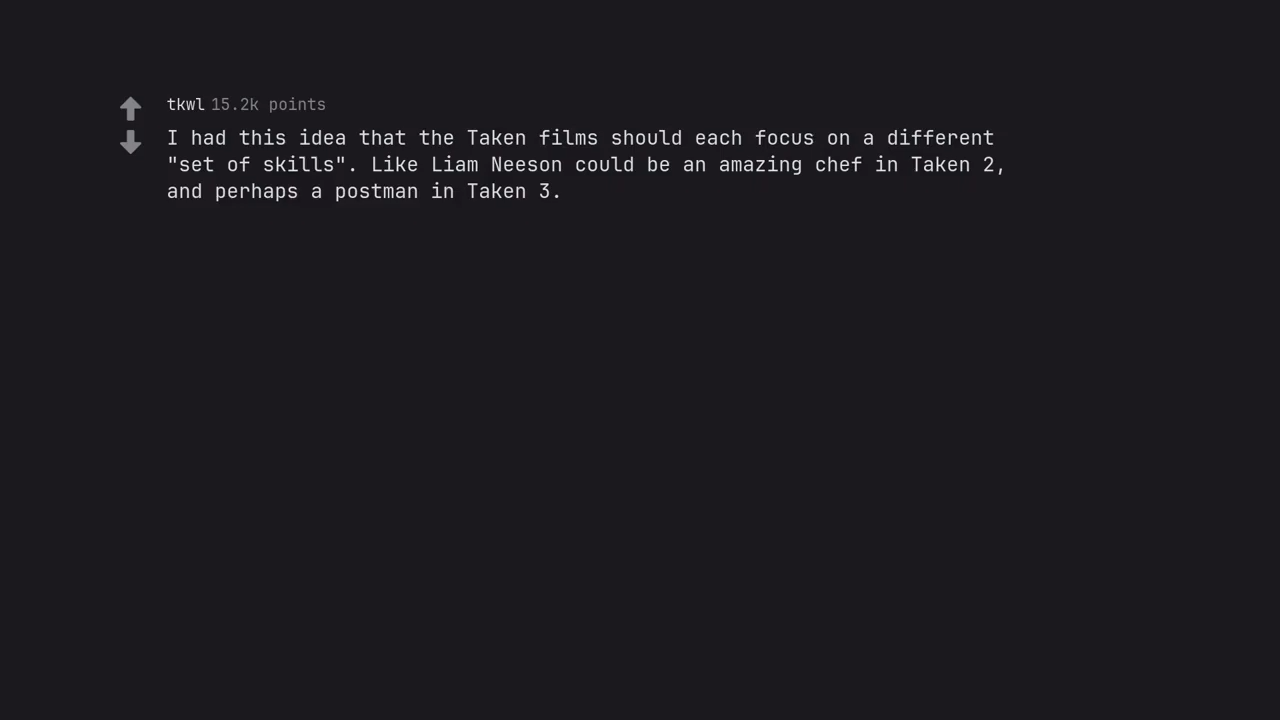 tkwl 15.2k points
I had this idea that the Taken films should each focus on a different
"set of skills". Like Liam Neeson could be an amazing chef in Taken 2,
and perhaps a postman in Taken 3.